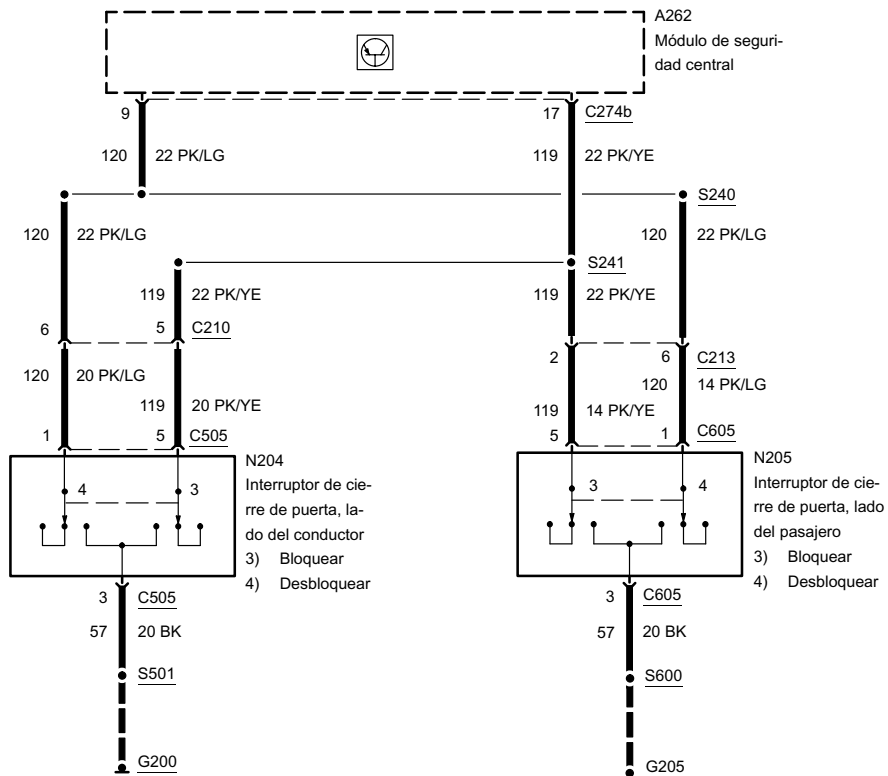 A262
Módulo de seguri-
dad central
9
17
C274b
120
22 PK/LG
119
22 PK/YE
S240
120
22 PK/LG
120
22 PK/LG
S241
119
22 PK/YE
119
22 PK/YE
6
5
C210
2
6
C213
120
20 PK/LG
120
14 PK/LG
119
20 PK/YE
119
14 PK/YE
1
5
C505
5
1
C605
N204
Interruptor de cie-
rre de puerta, la-
do del conductor
3) Bloquear
4) Desbloquear
4
3
N205
Interruptor de cie-
rre de puerta, lado
del pasajero
3) Bloquear
4) Desbloquear
3
4
3
C505
3
C605
57
20 BK
57
20 BK
S501
S600
G200
G205